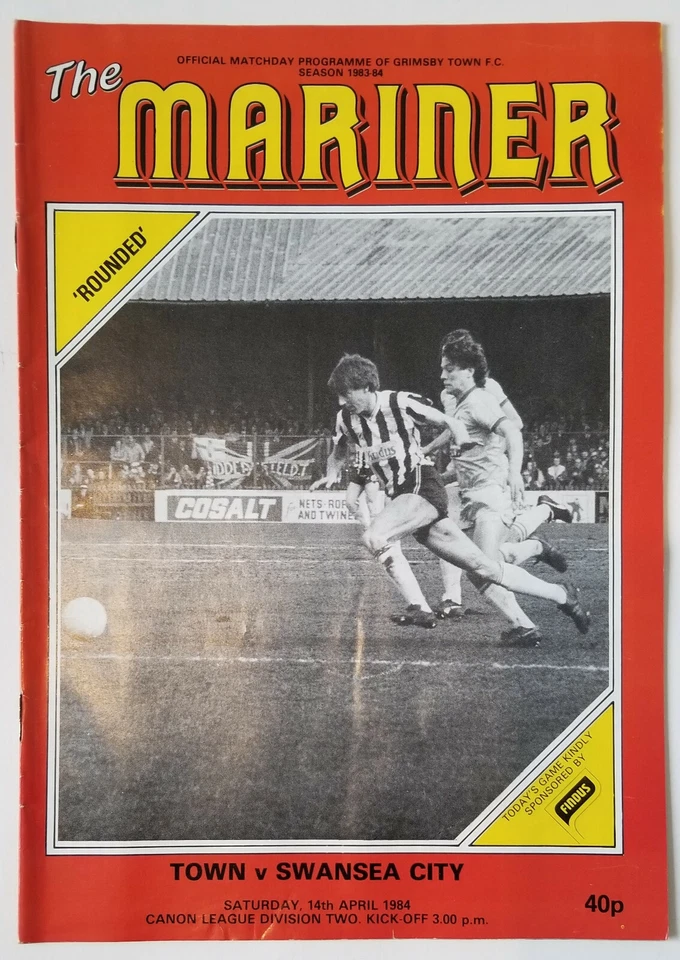 OFFICIAL MATCHDAY PROGRAMME OF GRIMSBY TOWN F.C.
SEASON 1983-84
The
MARINER
'ROUNDED'
COSALT
NETS-ROPES
AND TWINE
TODAY'S GAME KINDLY
SPONSORED BY
FINDUS
TOWN v SWANSEA CITY
SATURDAY, 14th APRIL 1984
CANON LEAGUE DIVISION TWO. KICK-OFF 3.00 p.m.
40p